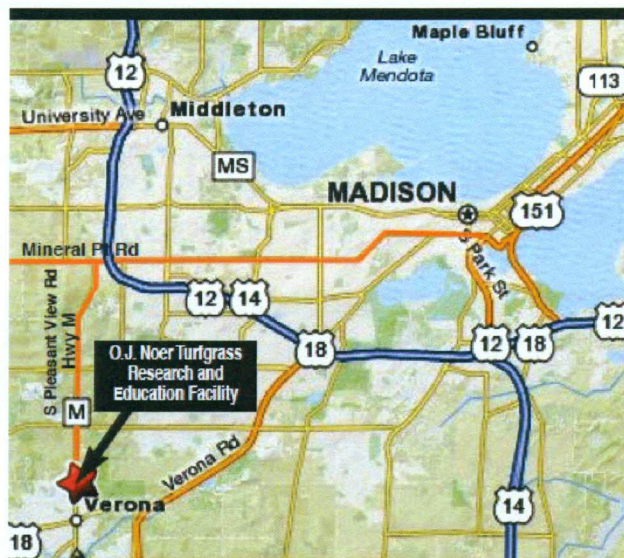 Maple Bluff
Lake
Mendota
12
113
University Ave
Middleton
MS
MADISON
151
Mineral Pt Rd
S Park St
S Pleasant View Rd
Hwy M
12
14
18
12
18
12
O.J. Noer Turfgrass
Research and
Education Facility
M
Verona Rd
14
Verona
18